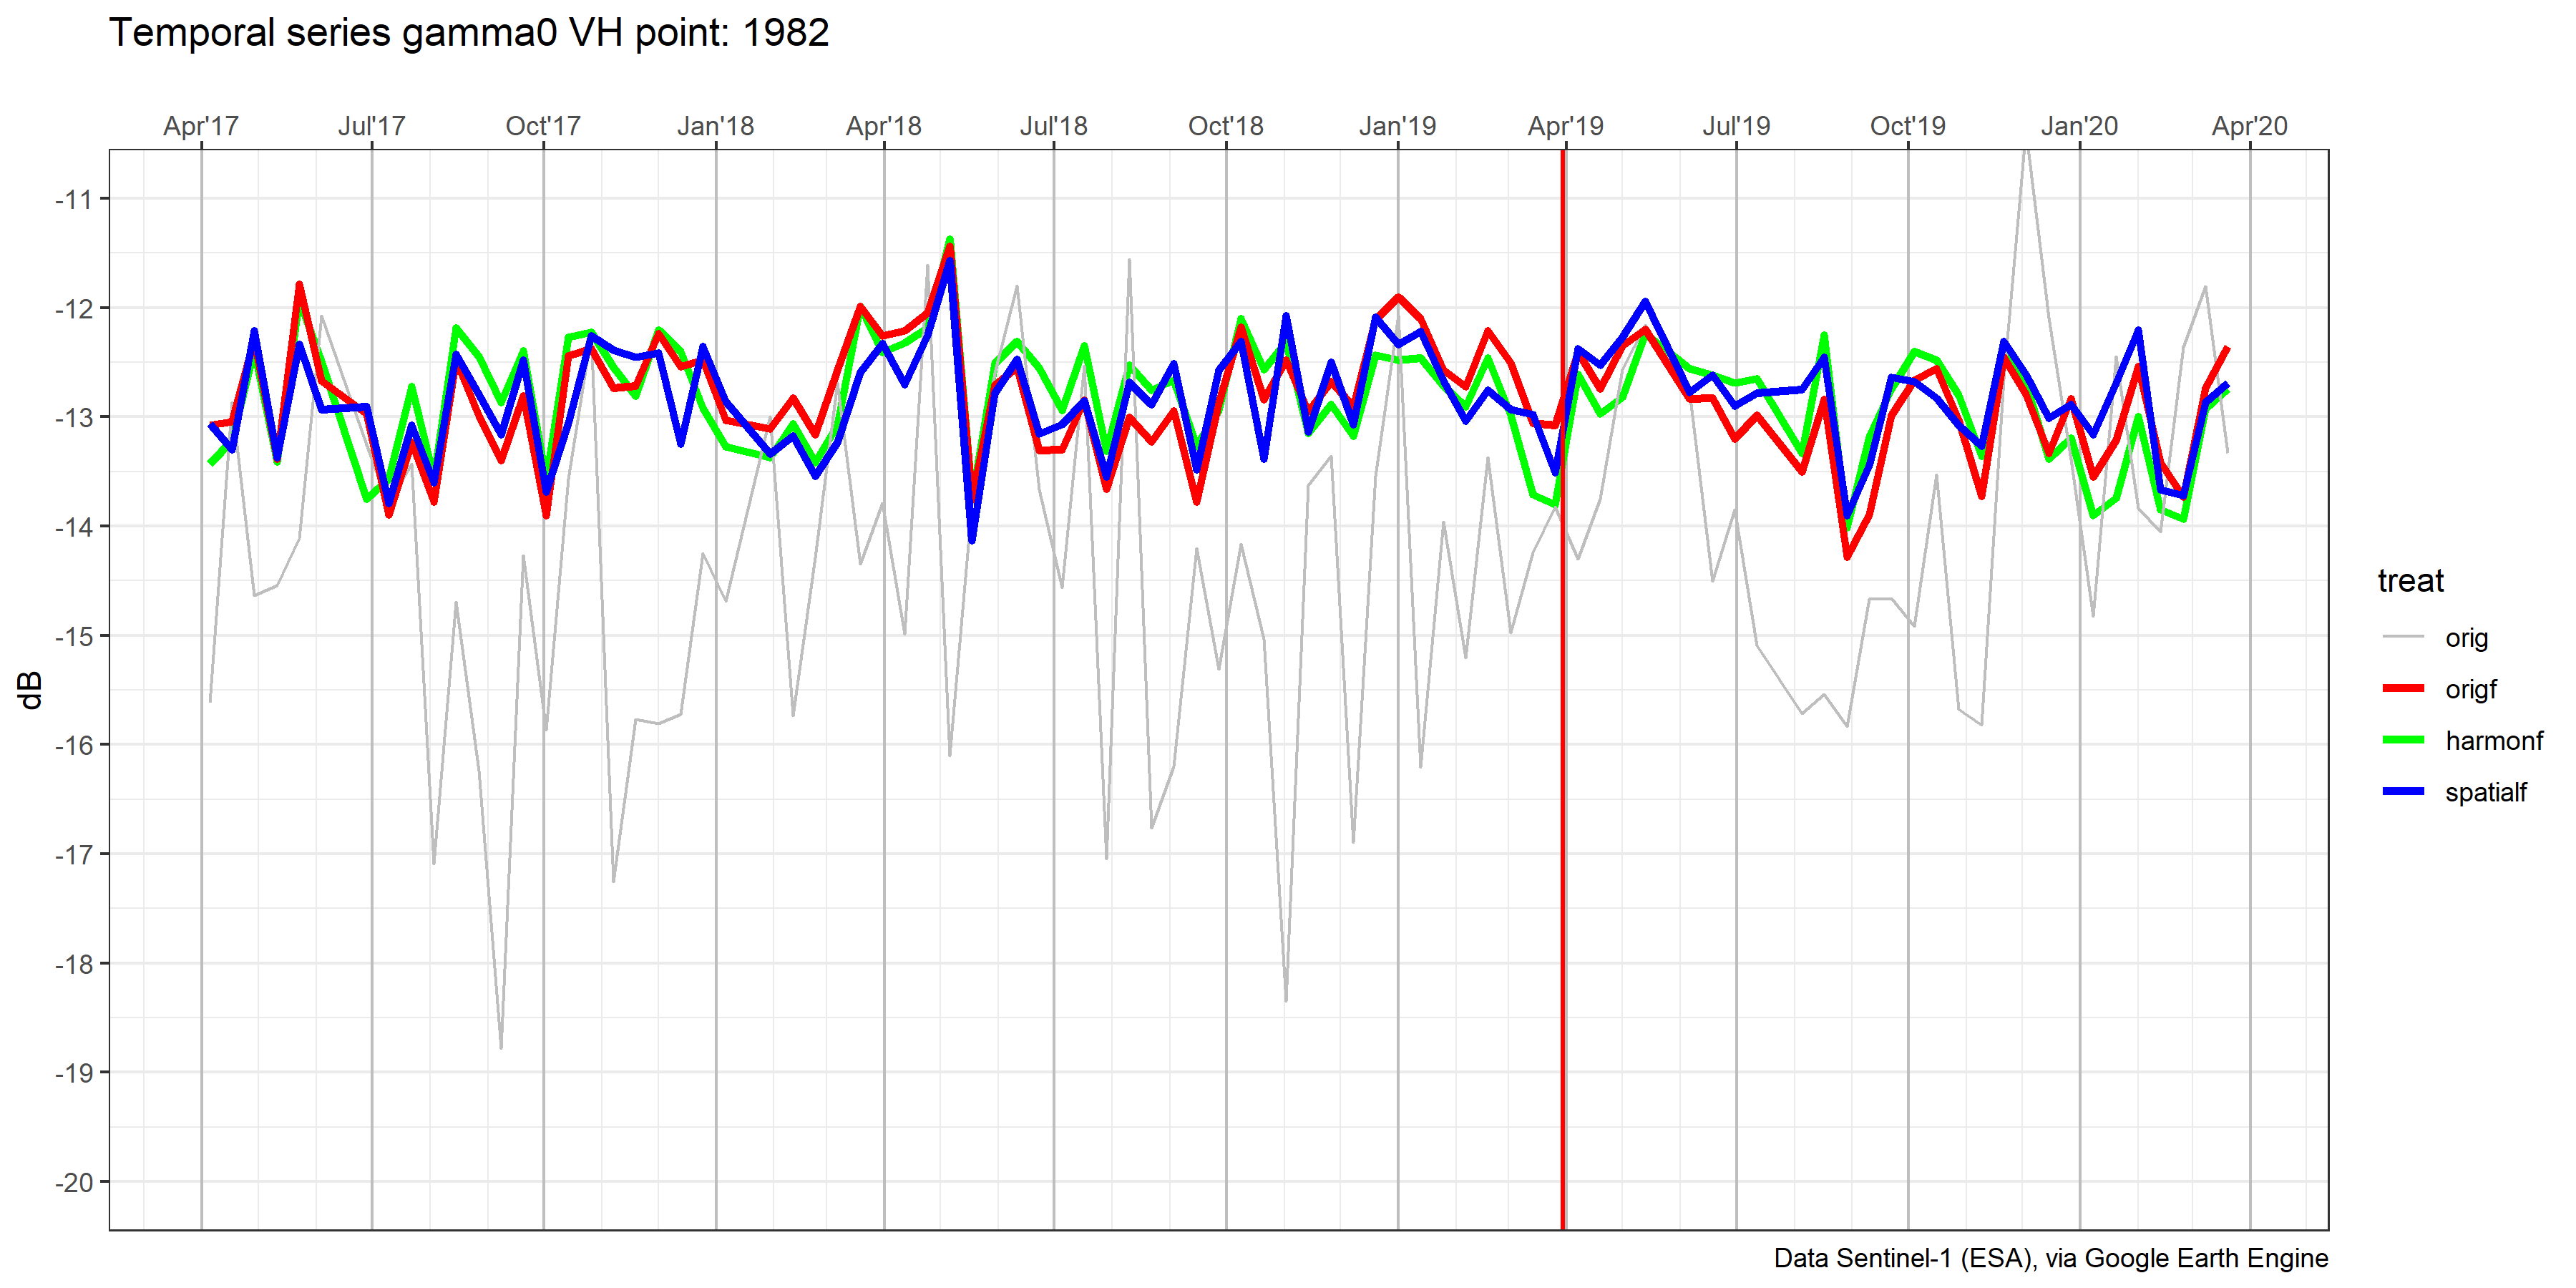 Temporal series gamma0 VH point: 1982
Apr'17 Jul'17 Oct'17 Jan'18 Apr'18 Jul'18 Oct'18 Jan'19 Apr'19 Jul'19 Oct'19 Jan'20 Apr'20
-11
-12
-13
-14
-15
-16
-17
-18
-19
-20
dB
treat
orig
origf
harmonf
spatialf
Data Sentinel-1 (ESA), via Google Earth Engine